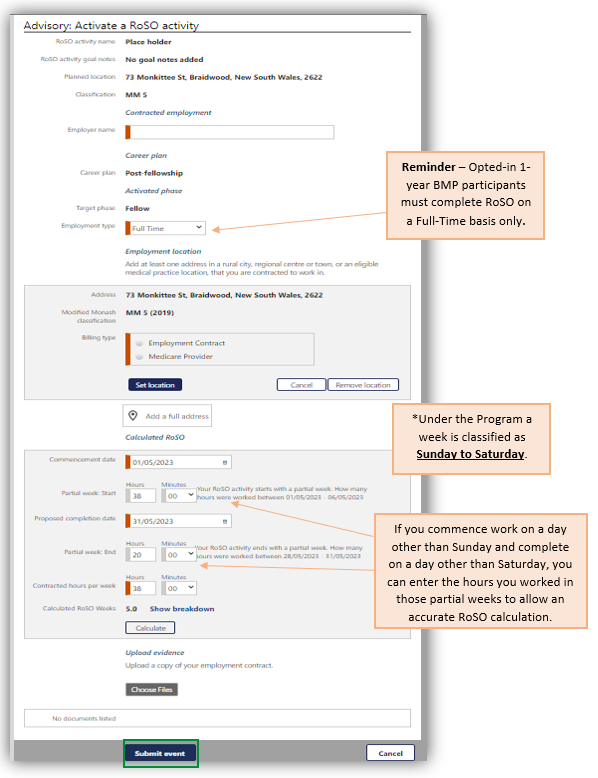 Advisory: Activate a RoSO activity
RoSO activity name Place holder
RoSO activity goal notes No goal notes added
Planned location 73 Monkittee St, Braidwood, New South Wales, 2622
Classification MM 5
Contracted employment
Employer name
Career plan
Career plan Post-fellowship
Activated phase
Target phase Fellow
Employment type Full Time
Employment location
Add at least one address in a rural city, regional centre or town, or an eligible
medical practice location, that you are contracted to work in.
Address 73 Monkittee St, Braidwood, New South Wales, 2622
Modified Monash
classification MM 5 (2019)
Billing type
Employment Contract
Medicare Provider
Set location Cancel Remove location
Add a full address
Calculated RoSO
Commencement date 01/05/2023
Hours Minutes
Partial week: Start 38 00 Your RoSO activity starts with a partial week. How many
hours were worked between 01/05/2023 - 06/05/2023
Proposed completion date 31/05/2023
Hours Minutes
Partial week: End 20 00 Your RoSO activity ends with a partial week. How many
hours were worked between 28/05/2023 - 31/05/2023
Hours Minutes
Contracted hours per week 38 00
Calculated RoSO Weeks 5.0 Show breakdown
Calculate
Upload evidence
Upload a copy of your employment contract.
Choose Files
No documents listed
Submit event Cancel
Reminder – Opted-in 1-
year BMP participants
must complete RoSO on
a Full-Time basis only.
*Under the Program a
week is classified as
Sunday to Saturday.
If you commence work on a day
other than Sunday and complete
on a day other than Saturday, you
can enter the hours you worked in
those partial weeks to allow an
accurate RoSO calculation.